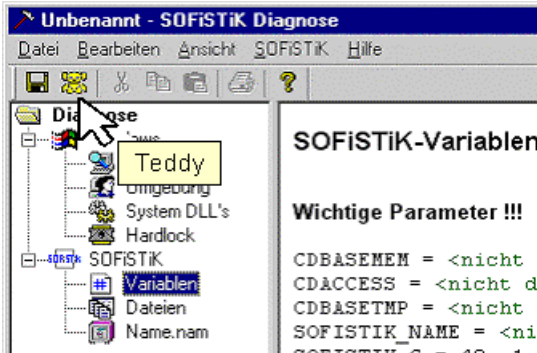 Unbenannt - SOFiSTiK Diagnose
Datei Bearbeiten Ansicht SOFiSTiK Hilfe
Diagnose
Teddy
Umgebung
System DLL's
Hardlock
SOFiSTiK
Variablen
Dateien
Name.nam
SOFiSTiK-Variablen
Wichtige Parameter !!!
CDBASEMEM = <nicht
CDACCESS = <nicht d
CDBASETMP = <nicht
SOFISTIK_NAME = <ni